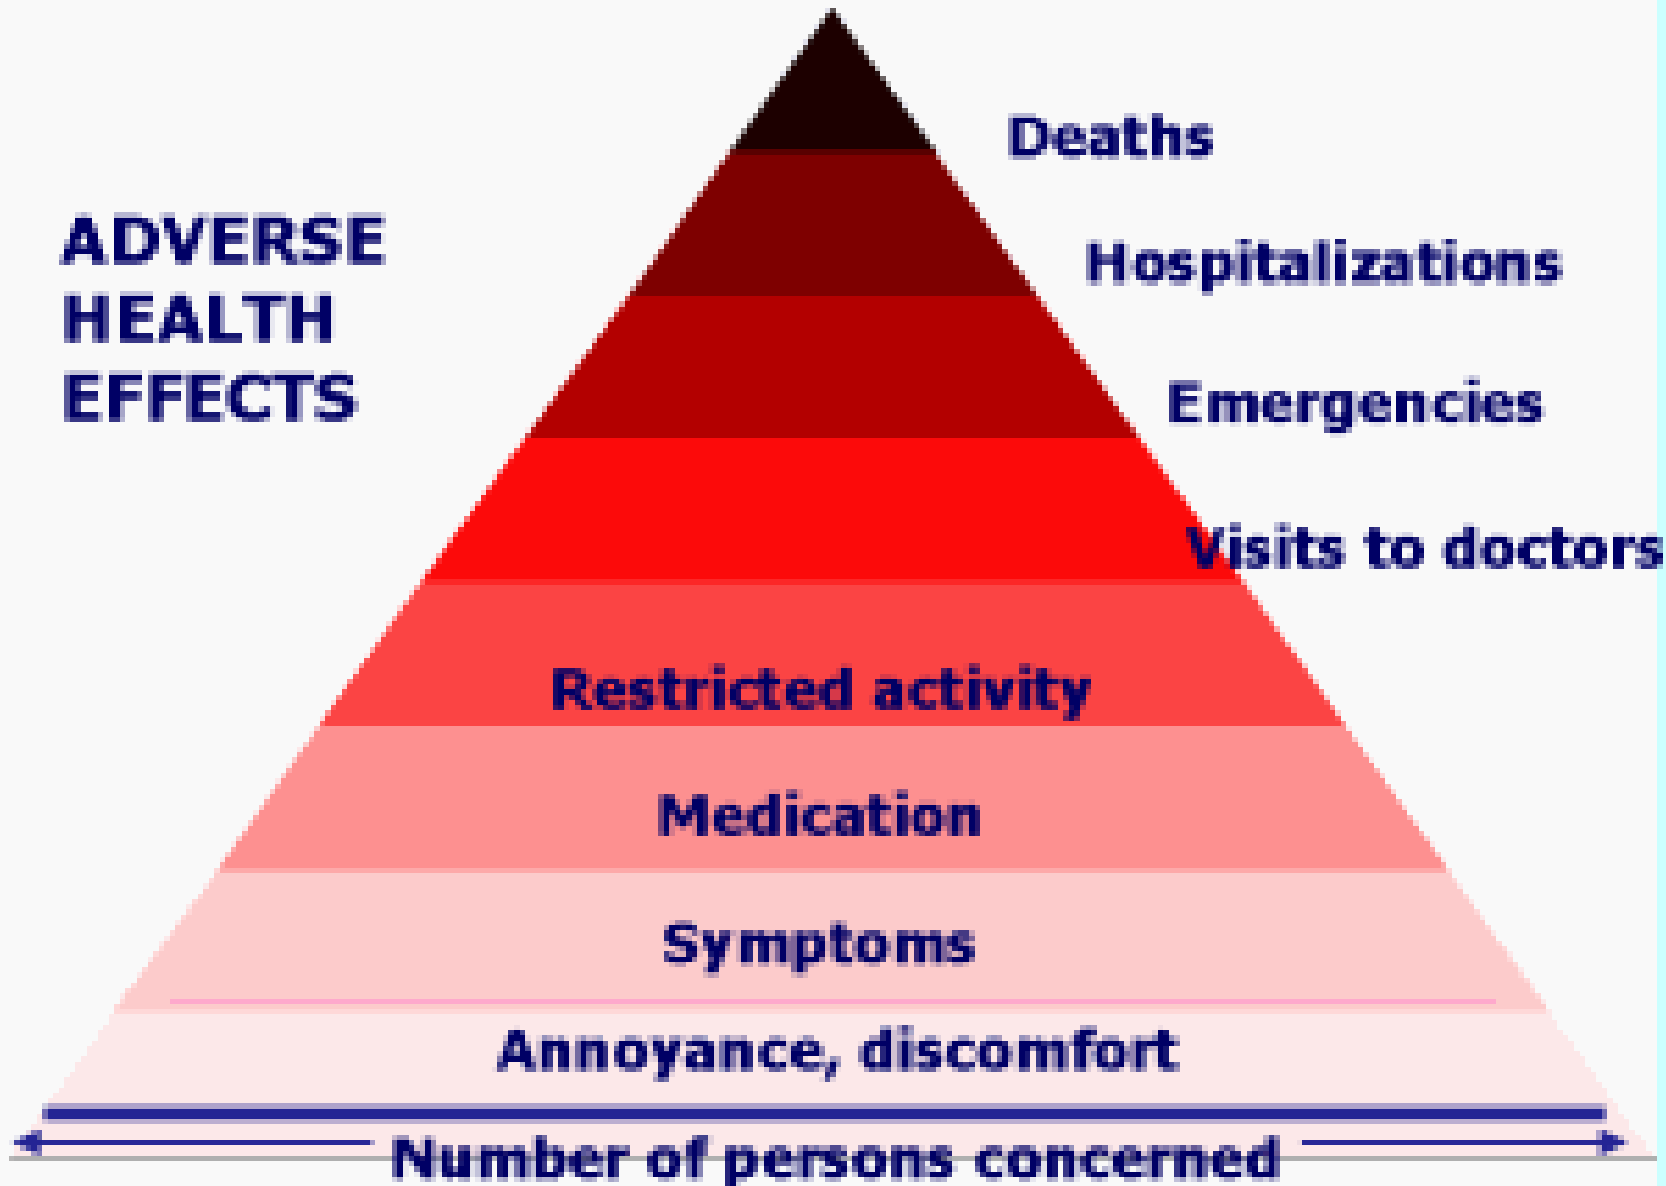 Deaths
ADVERSE
HEALTH
EFFECTS
Hospitalizations
Emergencies
Visits to doctors
Restricted activity
Medication
Symptoms
Annoyance, discomfort
Number of persons concerned